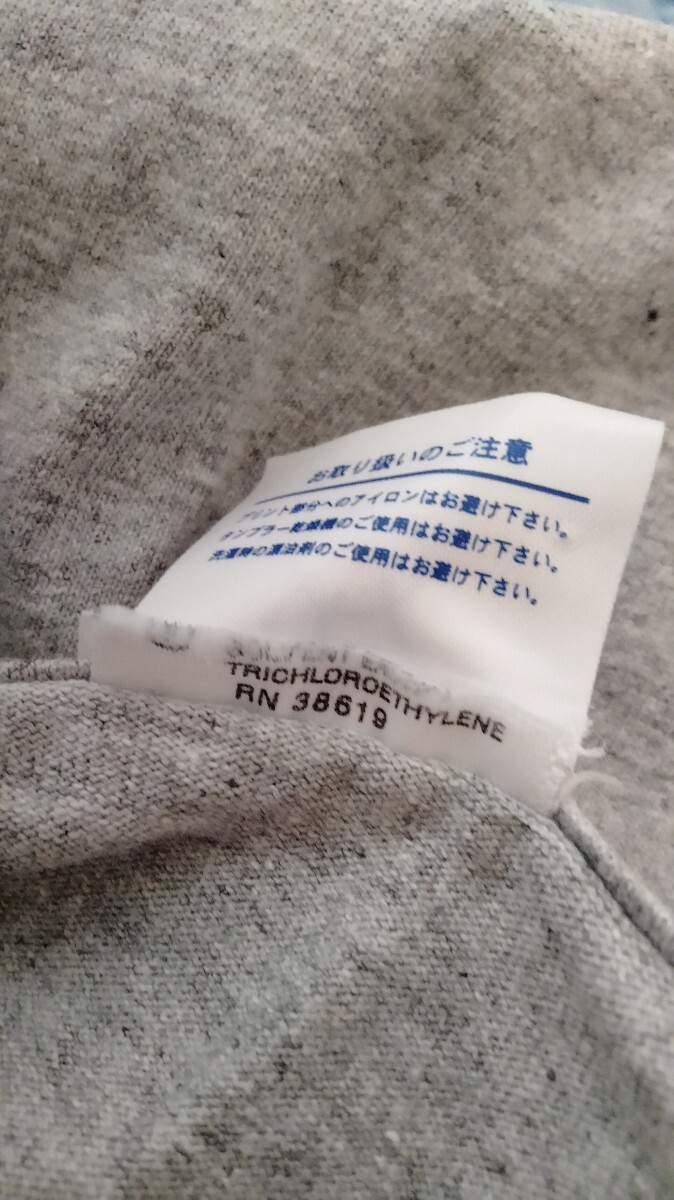 お取り扱いのご注意
プリント部分へのアイロンはお避け下さい。
タンブラー乾燥機のご使用はお避け下さい。
洗濯時の漂泊剤のご使用はお避け下さい。
TRICHLOROETHYLENE
RN 38619